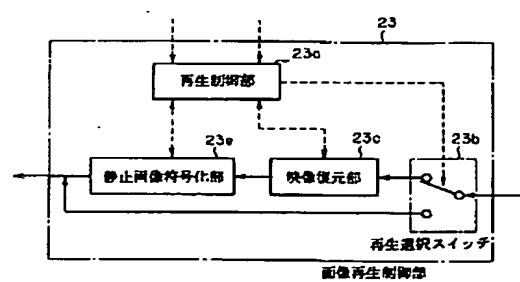 23
23a
再生制御部
23e
23c
23b
静止画像符号化部
映像復元部
再生選択スイッチ
画像再生制御部